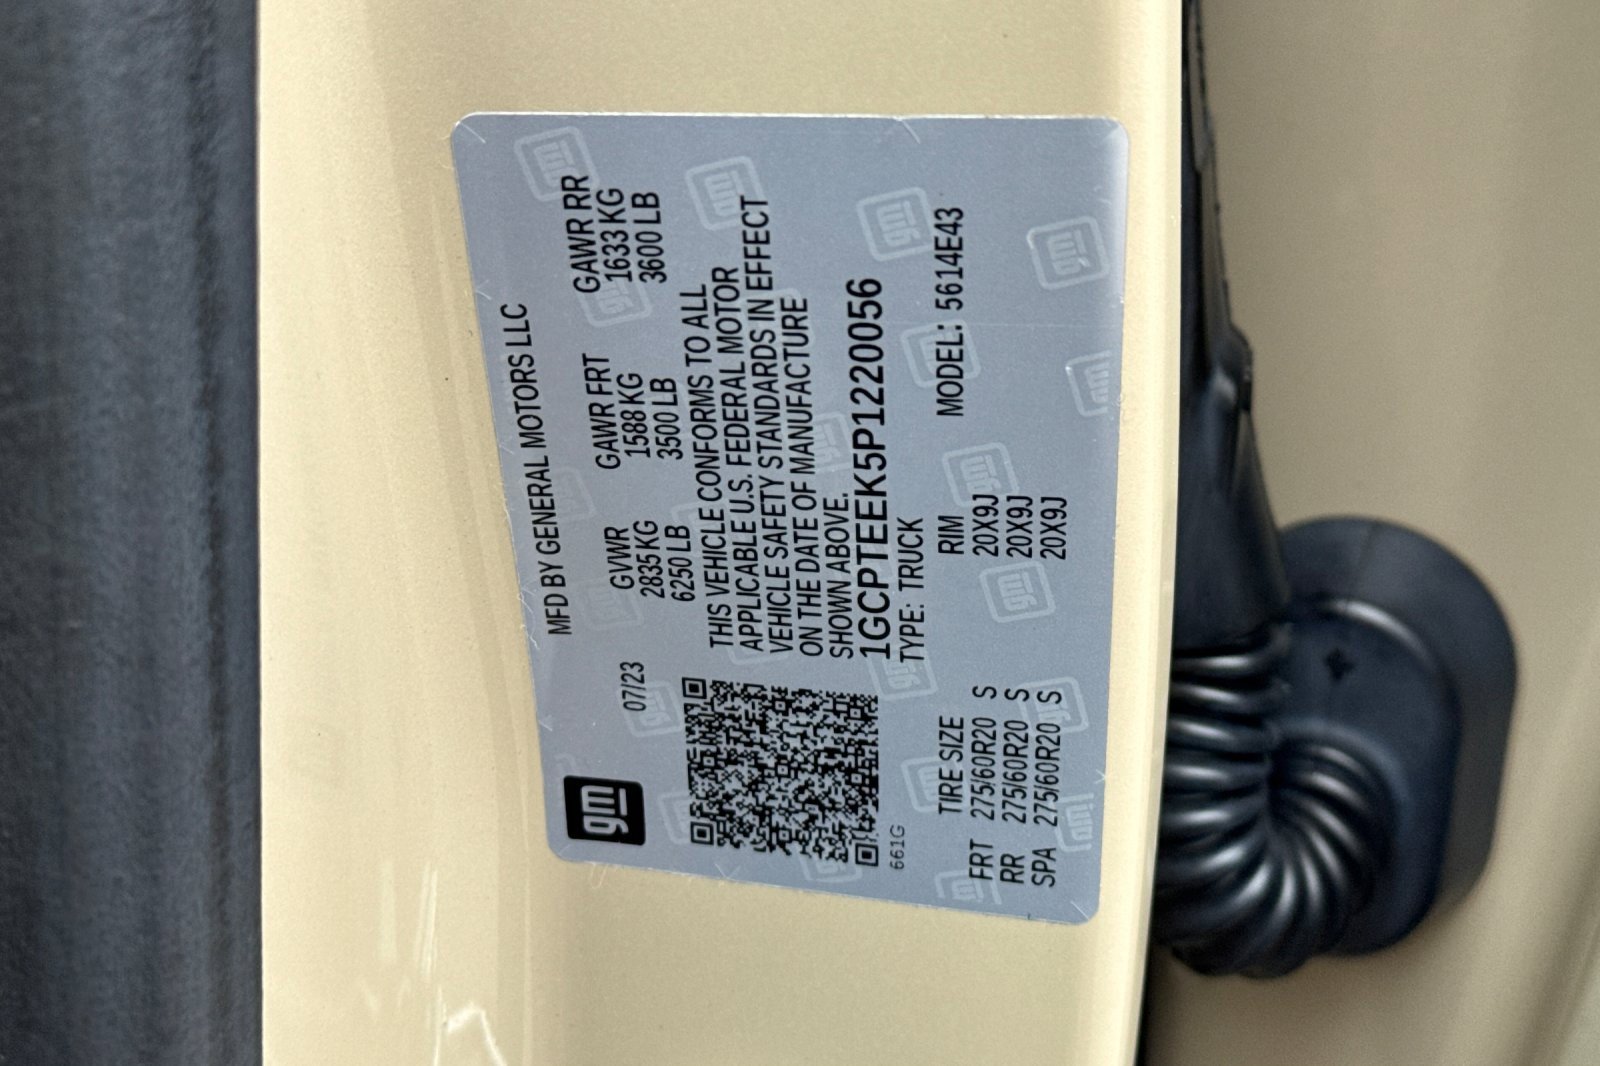 gm
MFD BY GENERAL MOTORS LLC
07/23
GVWR GAWR FRT GAWR RR
2835 KG 1588 KG 1633 KG
6250 LB 3500 LB 3600 LB
THIS VEHICLE CONFORMS TO ALL
APPLICABLE U.S. FEDERAL MOTOR
VEHICLE SAFETY STANDARDS IN EFFECT
ON THE DATE OF MANUFACTURE
SHOWN ABOVE.
1GCPTEEK5P1220056
TYPE: TRUCK
661G
MODEL: 5614E43
TIRE SIZE RIM
FRT 275/60R20 S 20X9J
RR 275/60R20 S 20X9J
SPA 275/60R20 S 20X9J